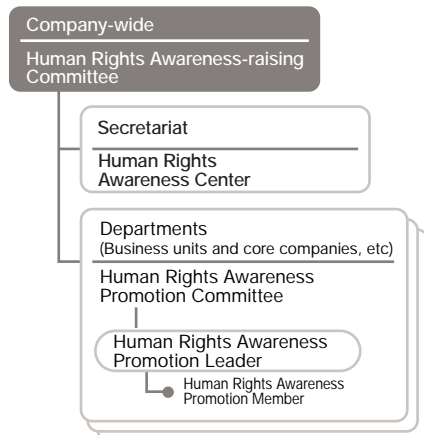 Company-wide
Human Rights Awareness-raising
Committee
Secretariat
Human Rights
Awareness Center
Departments
(Business units and core companies, etc)
Human Rights Awareness
Promotion Committee
Human Rights Awareness
Promotion Leader
Human Rights Awareness
Promotion Member